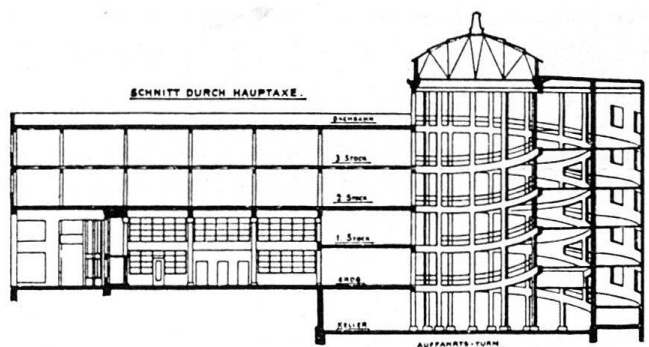 SCHNITT DURCH HAUPTAXE.
DACHBAHN
3 STOCK
2 STOCK
1 STOCK
ERDG
KELLER
AUFFAHRTS-TURM